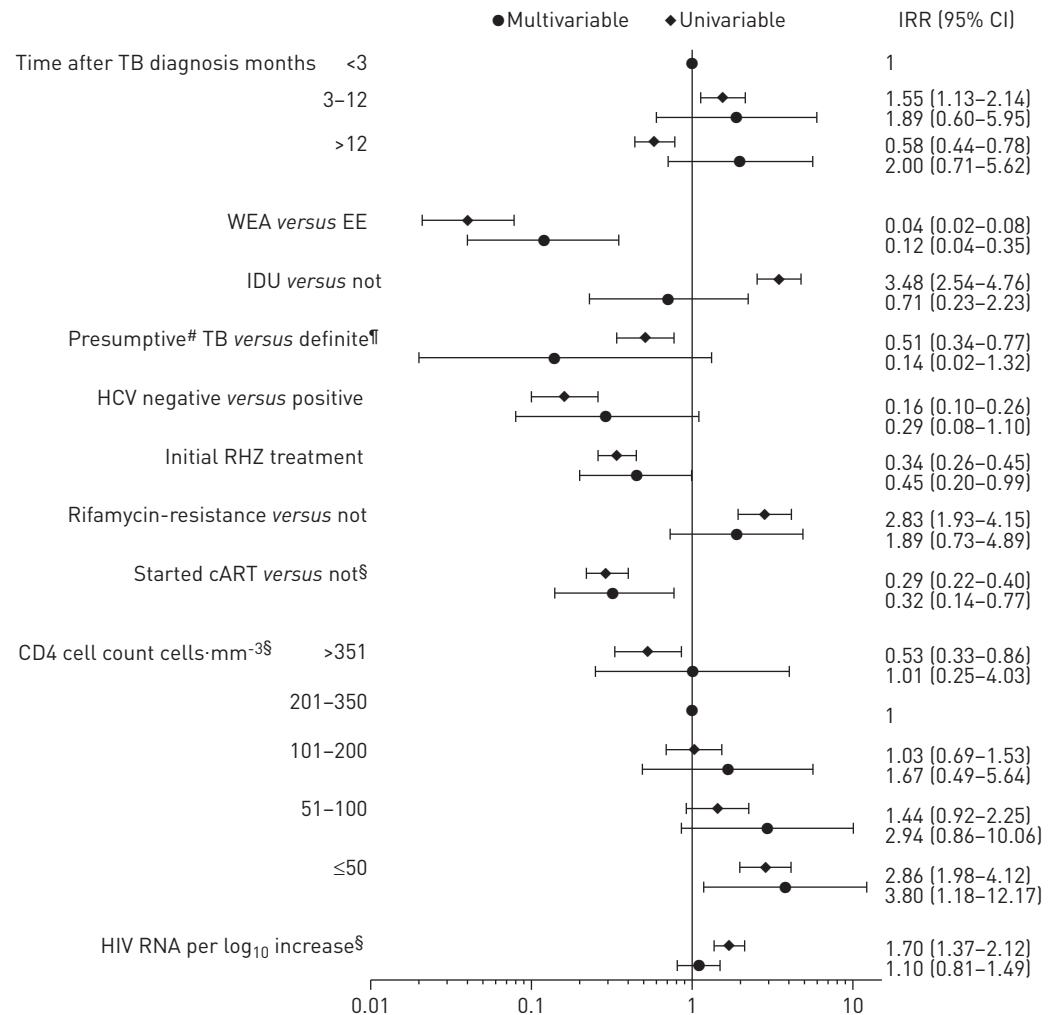 ●Multivariable ◆Univariable IRR (95% CI)
Time after TB diagnosis months <3 1
3–12 1.55 (1.13–2.14)
1.89 (0.60–5.95)
>12 0.58 (0.44–0.78)
2.00 (0.71–5.62)
WEA versus EE 0.04 (0.02–0.08)
0.12 (0.04–0.35)
IDU versus not 3.48 (2.54–4.76)
0.71 (0.23–2.23)
Presumptive# TB versus definite¶ 0.51 (0.34–0.77)
0.14 (0.02–1.32)
HCV negative versus positive 0.16 (0.10–0.26)
0.29 (0.08–1.10)
Initial RHZ treatment 0.34 (0.26–0.45)
0.45 (0.20–0.99)
Rifamycin-resistance versus not 2.83 (1.93–4.15)
1.89 (0.73–4.89)
Started cART versus not§ 0.29 (0.22–0.40)
0.32 (0.14–0.77)
CD4 cell count cells·mm-3§ >351 0.53 (0.33–0.86)
1.01 (0.25–4.03)
201–350 1
101–200 1.03 (0.69–1.53)
1.67 (0.49–5.64)
51–100 1.44 (0.92–2.25)
2.94 (0.86–10.06)
≤50 2.86 (1.98–4.12)
3.80 (1.18–12.17)
HIV RNA per log10 increase§ 1.70 (1.37–2.12)
1.10 (0.81–1.49)
0.01 0.1 1 10